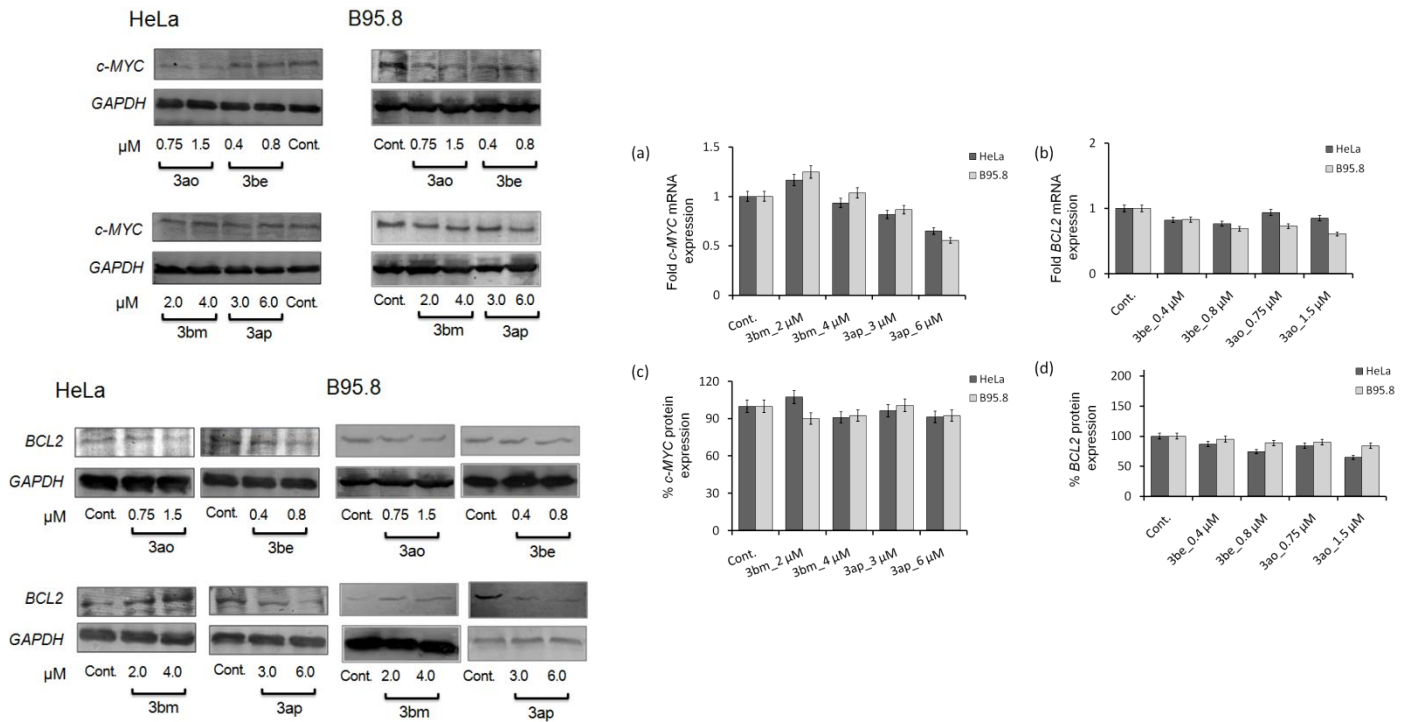 HeLa B95.8
c-MYC
GAPDH
µM 0.75 1.5 0.4 0.8 Cont. Cont. 0.75 1.5 0.4 0.8
3ao 3be 3ao 3be
c-MYC
GAPDH
µM 2.0 4.0 3.0 6.0 Cont. Cont. 2.0 4.0 3.0 6.0
3bm 3ap 3bm 3ap
HeLa B95.8
BCL2
GAPDH
µM Cont. 0.75 1.5 Cont. 0.4 0.8 Cont. 0.75 1.5 Cont. 0.4 0.8
3ao 3be 3ao 3be
BCL2
GAPDH
µM Cont. 2.0 4.0 Cont. 3.0 6.0 Cont. 2.0 4.0 Cont. 3.0 6.0
3bm 3ap 3bm 3ap
(a)
Fold c-MYC mRNA
expression
1.5
1
0.5
0
HeLa
B95.8
Cont. 3bm_2 µM 3bm_4 µM 3ap_3 µM 3ap_6 µM
(b)
Fold BCL2 mRNA
expression
2
1
0
HeLa
B95.8
Cont. 3be_0.4 µM 3be_0.8 µM 3ao_0.75 µM 3ao_1.5 µM
(c)
% c-MYC protein
expression
120
90
60
30
0
HeLa
B95.8
Cont. 3bm_2 µM 3bm_4 µM 3ap_3 µM 3ap_6 µM
(d)
% BCL2 protein
expression
200
150
100
50
0
HeLa
B95.8
Cont. 3be_0.4 µM 3be_0.8 µM 3ao_0.75 µM 3ao_1.5 µM